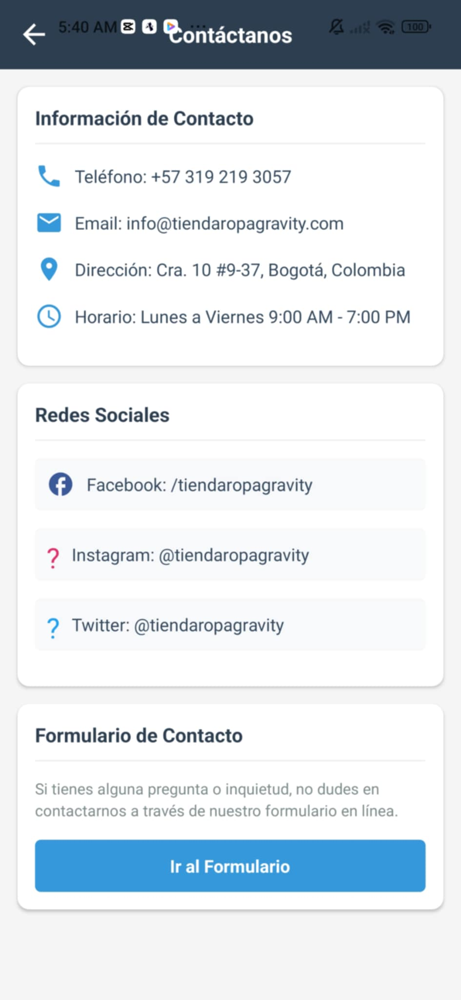 5:40 AM
100
Contáctanos
Información de Contacto
Teléfono: +57 319 219 3057
Email: info@tiendaropagravity.com
Dirección: Cra. 10 #9-37, Bogotá, Colombia
Horario: Lunes a Viernes 9:00 AM - 7:00 PM
Redes Sociales
Facebook: /tiendaropagravity
? Instagram: @tiendaropagravity
? Twitter: @tiendaropagravity
Formulario de Contacto
Si tienes alguna pregunta o inquietud, no dudes en
contactarnos a través de nuestro formulario en línea.
Ir al Formulario